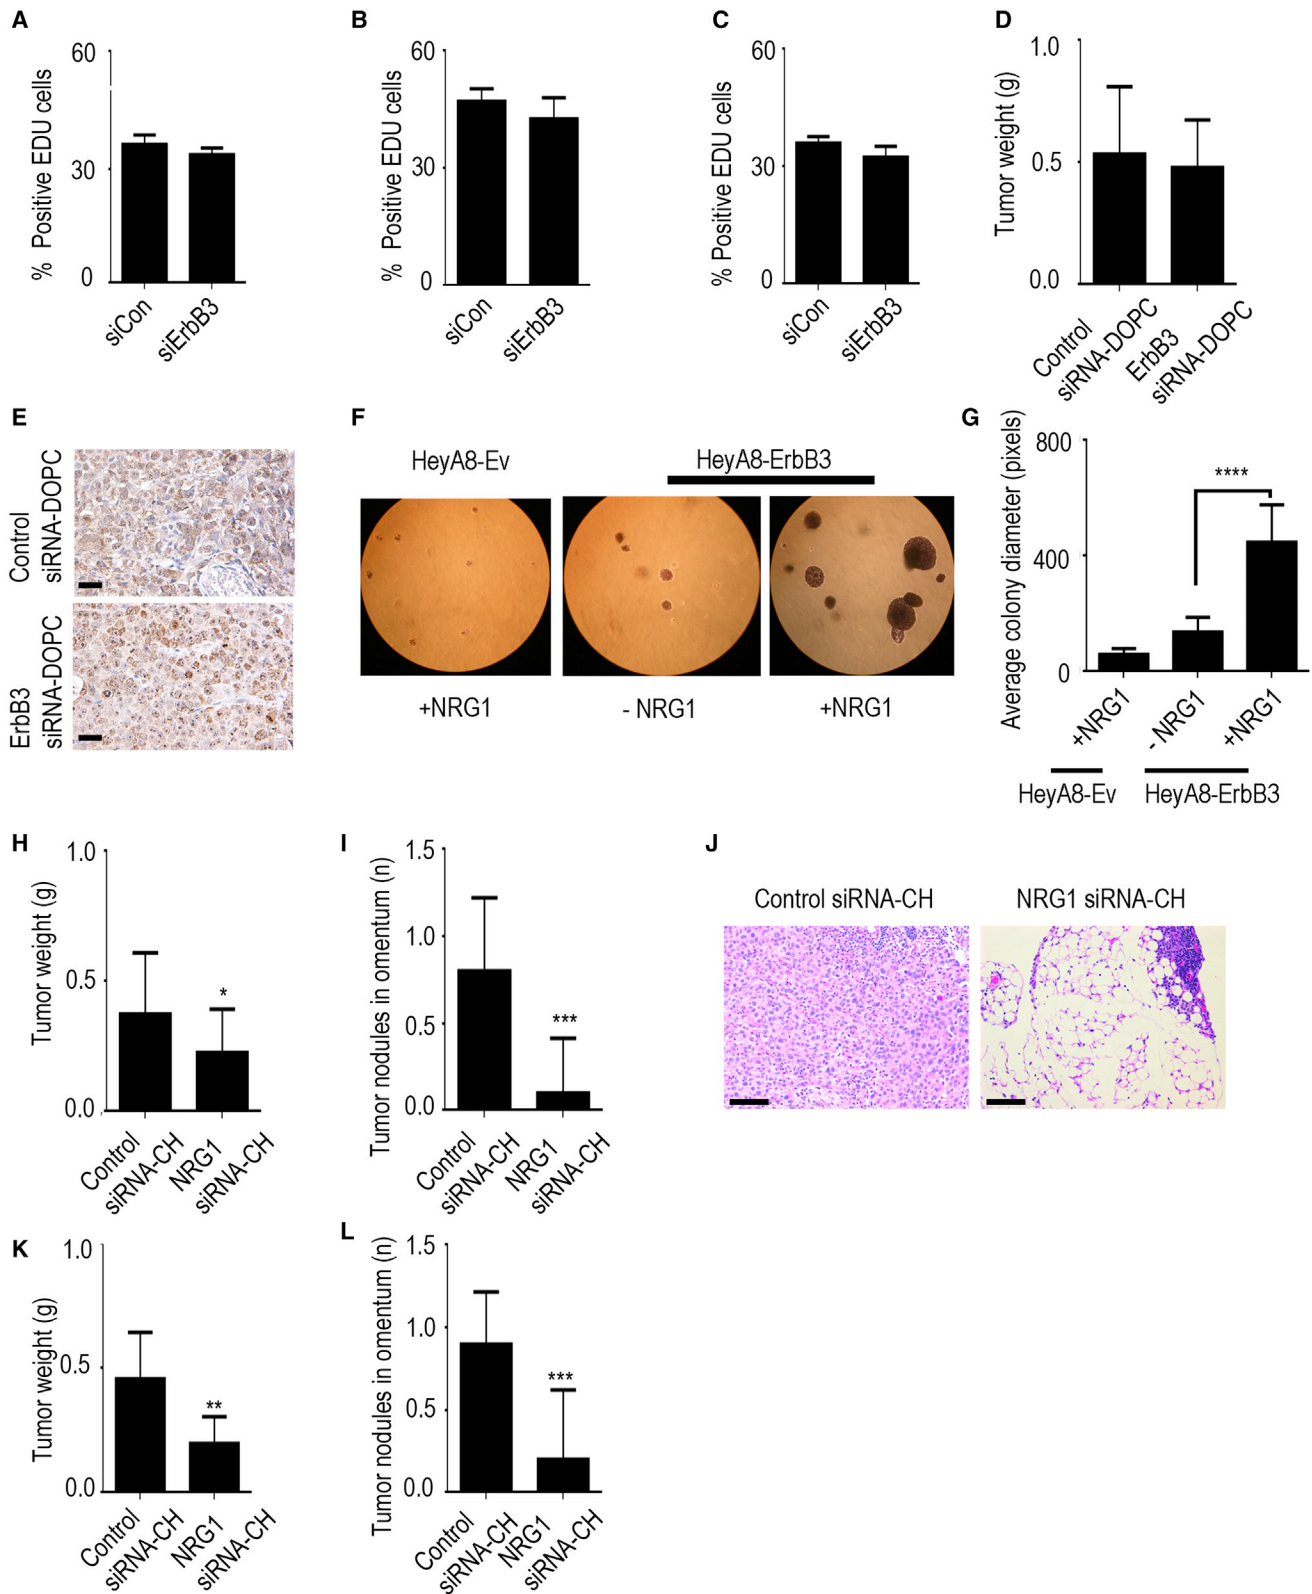 A
60
30
0
% Positive EDU cells
siCon
siErbB3
B
60
30
0
% Positive EDU cells
siCon
siErbB3
C
60
30
0
% Positive EDU cells
siCon
siErbB3
D
1.0
0.5
0.0
Tumor weight (g)
Control
siRNA-DOPC
ErbB3
siRNA-DOPC
E
Control
siRNA-DOPC
ErbB3
siRNA-DOPC
F
HeyA8-Ev
HeyA8-ErbB3
+NRG1
- NRG1
+NRG1
G
800
400
0
Average colony diameter (pixels)
****
+NRG1
- NRG1
+NRG1
HeyA8-Ev
HeyA8-ErbB3
H
1.0
0.5
0.0
Tumor weight (g)
*
Control
siRNA-CH
NRG1
siRNA-CH
I
1.5
1.0
0.5
0.0
Tumor nodules in omentum (n)
***
Control
siRNA-CH
NRG1
siRNA-CH
J
Control siRNA-CH
NRG1 siRNA-CH
K
1.0
0.5
0.0
Tumor weight (g)
**
Control
siRNA-CH
NRG1
siRNA-CH
L
1.5
1.0
0.5
0.0
Tumor nodules in omentum (n)
***
Control
siRNA-CH
NRG1
siRNA-CH